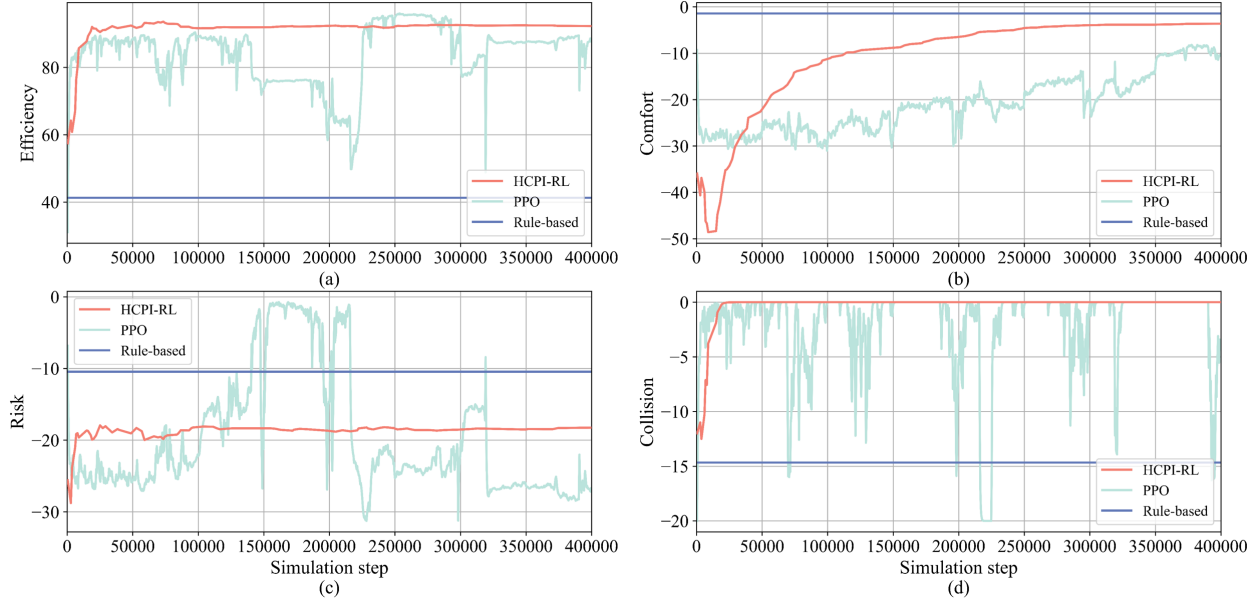 Efficiency
80
60
40
HCPI-RL
PPO
Rule-based
0
50000
100000
150000
200000
250000
300000
350000
400000
(a)
Comfort
0
−10
−20
−30
−40
−50
HCPI-RL
PPO
Rule-based
0
50000
100000
150000
200000
250000
300000
350000
400000
(b)
Risk
0
−10
−20
−30
HCPI-RL
PPO
Rule-based
0
50000
100000
150000
200000
250000
300000
350000
400000
Simulation step
(c)
Collision
0
−5
−10
−15
−20
HCPI-RL
PPO
Rule-based
0
50000
100000
150000
200000
250000
300000
350000
400000
Simulation step
(d)